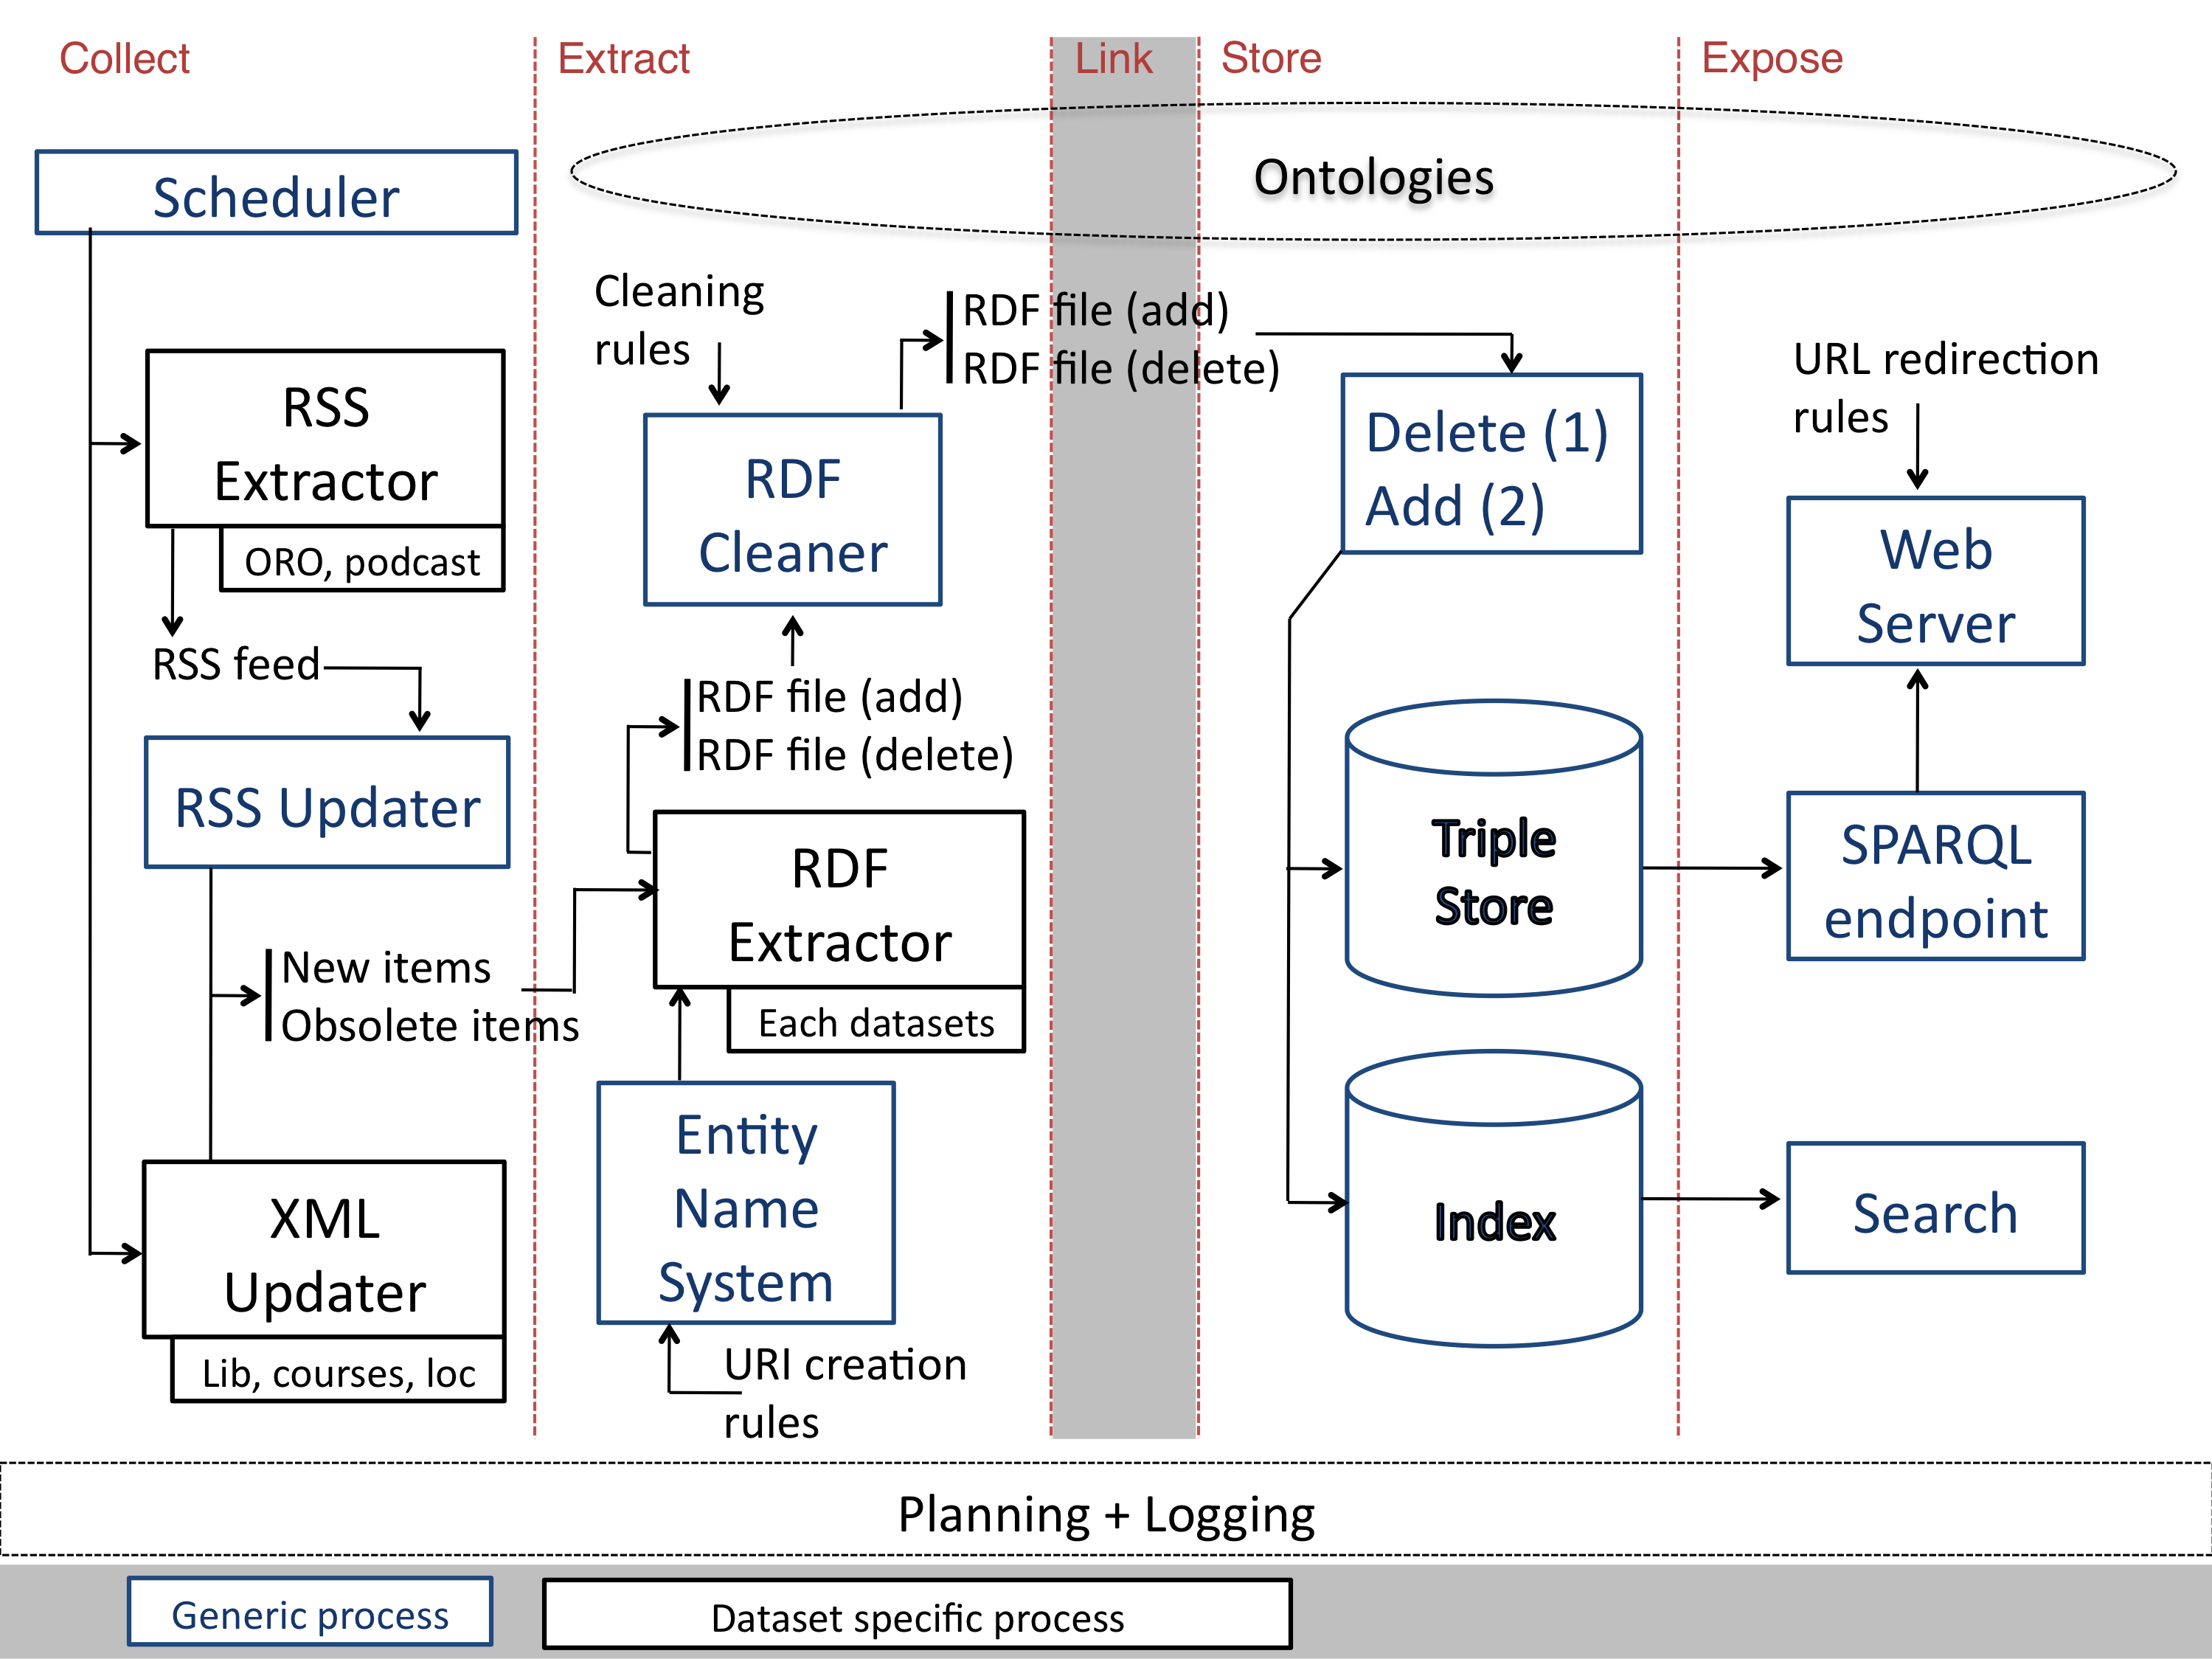 Collect
Extract
Link
Store
Expose
Ontologies
Scheduler
RSS
Extractor
ORO, podcast
RSS feed
RSS Updater
New items
Obsolete items
XML
Updater
Lib, courses, loc
Cleaning
rules
RDF file (add)
RDF file (delete)
RDF
Cleaner
RDF file (add)
RDF file (delete)
RDF
Extractor
Each datasets
Entity
Name
System
URI creation
rules
Delete (1)
Add (2)
Triple
Store
Index
URL redirection
rules
Web
Server
SPARQL
endpoint
Search
Planning + Logging
Generic process
Dataset specific process